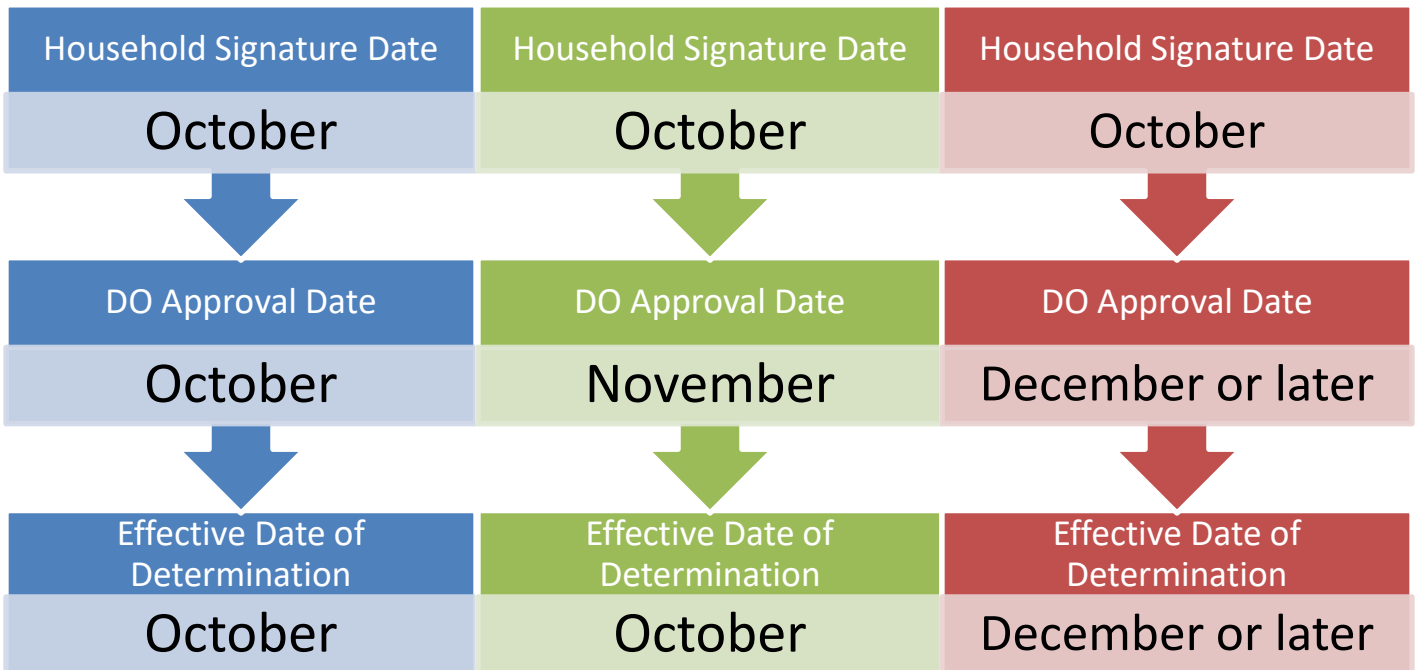 Household Signature Date
October
Household Signature Date
October
Household Signature Date
October
DO Approval Date
October
DO Approval Date
November
DO Approval Date
December or later
Effective Date of
Determination
October
Effective Date of
Determination
October
Effective Date of
Determination
December or later